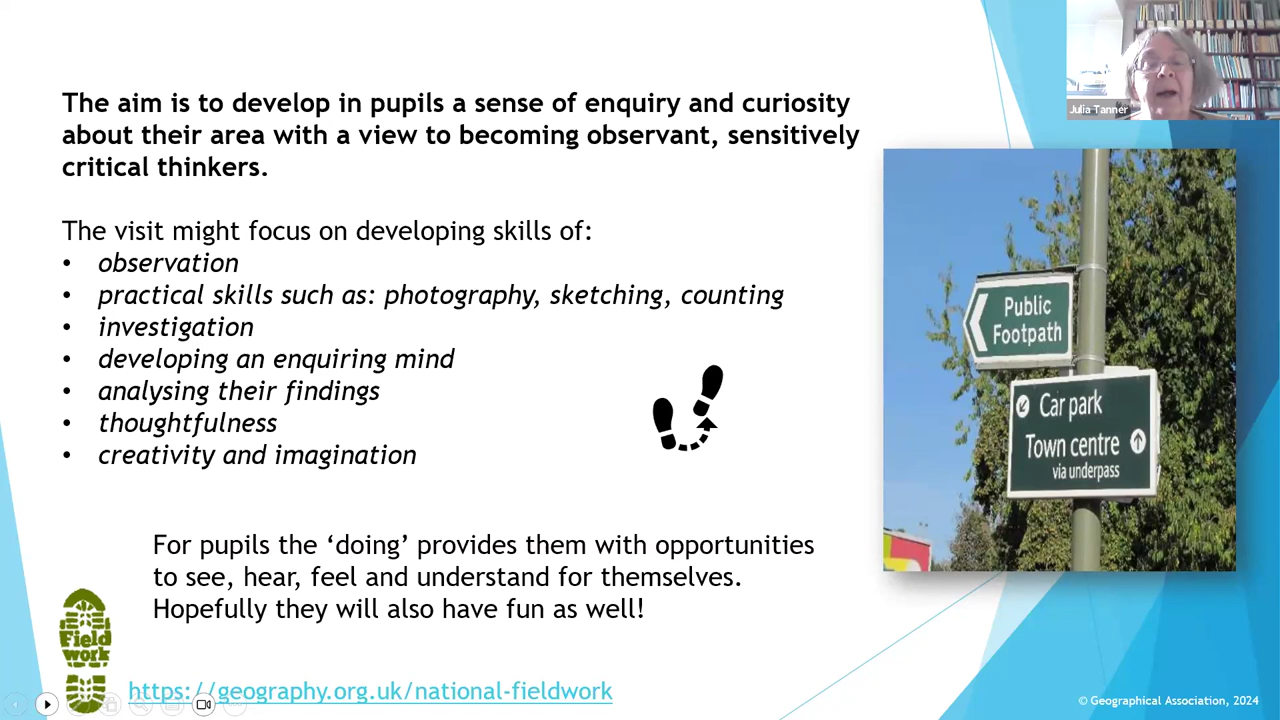 The aim is to develop in pupils a sense of enquiry and curiosity
about their area with a view to becoming observant, sensitively
critical thinkers.
The visit might focus on developing skills of:
• observation
• practical skills such as: photography, sketching, counting
• investigation
• developing an enquiring mind
• analysing their findings
• thoughtfulness
• creativity and imagination
For pupils the ‘doing’ provides them with opportunities
to see, hear, feel and understand for themselves.
Hopefully they will also have fun as well!
Field
work
https://geography.org.uk/national-fieldwork
Julia Tanner
Public
Footpath
Car park
Town centre
via underpass
© Geographical Association, 2024